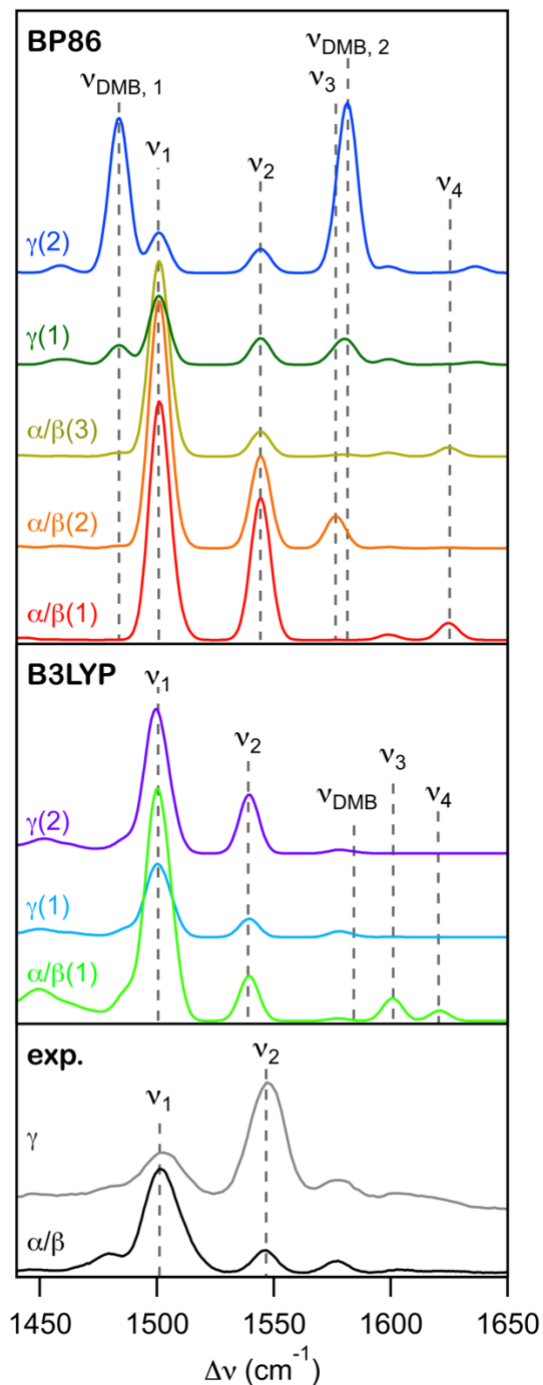 BP86
νDMB, 2
νDMB, 1
ν3
ν1
ν2
ν4
γ(2)
γ(1)
α/β(3)
α/β(2)
α/β(1)
B3LYP
ν1
ν2
νDMB
ν3
ν4
γ(2)
γ(1)
α/β(1)
exp.
ν1
ν2
γ
α/β
1450 1500 1550 1600 1650
Δν (cm⁻¹)